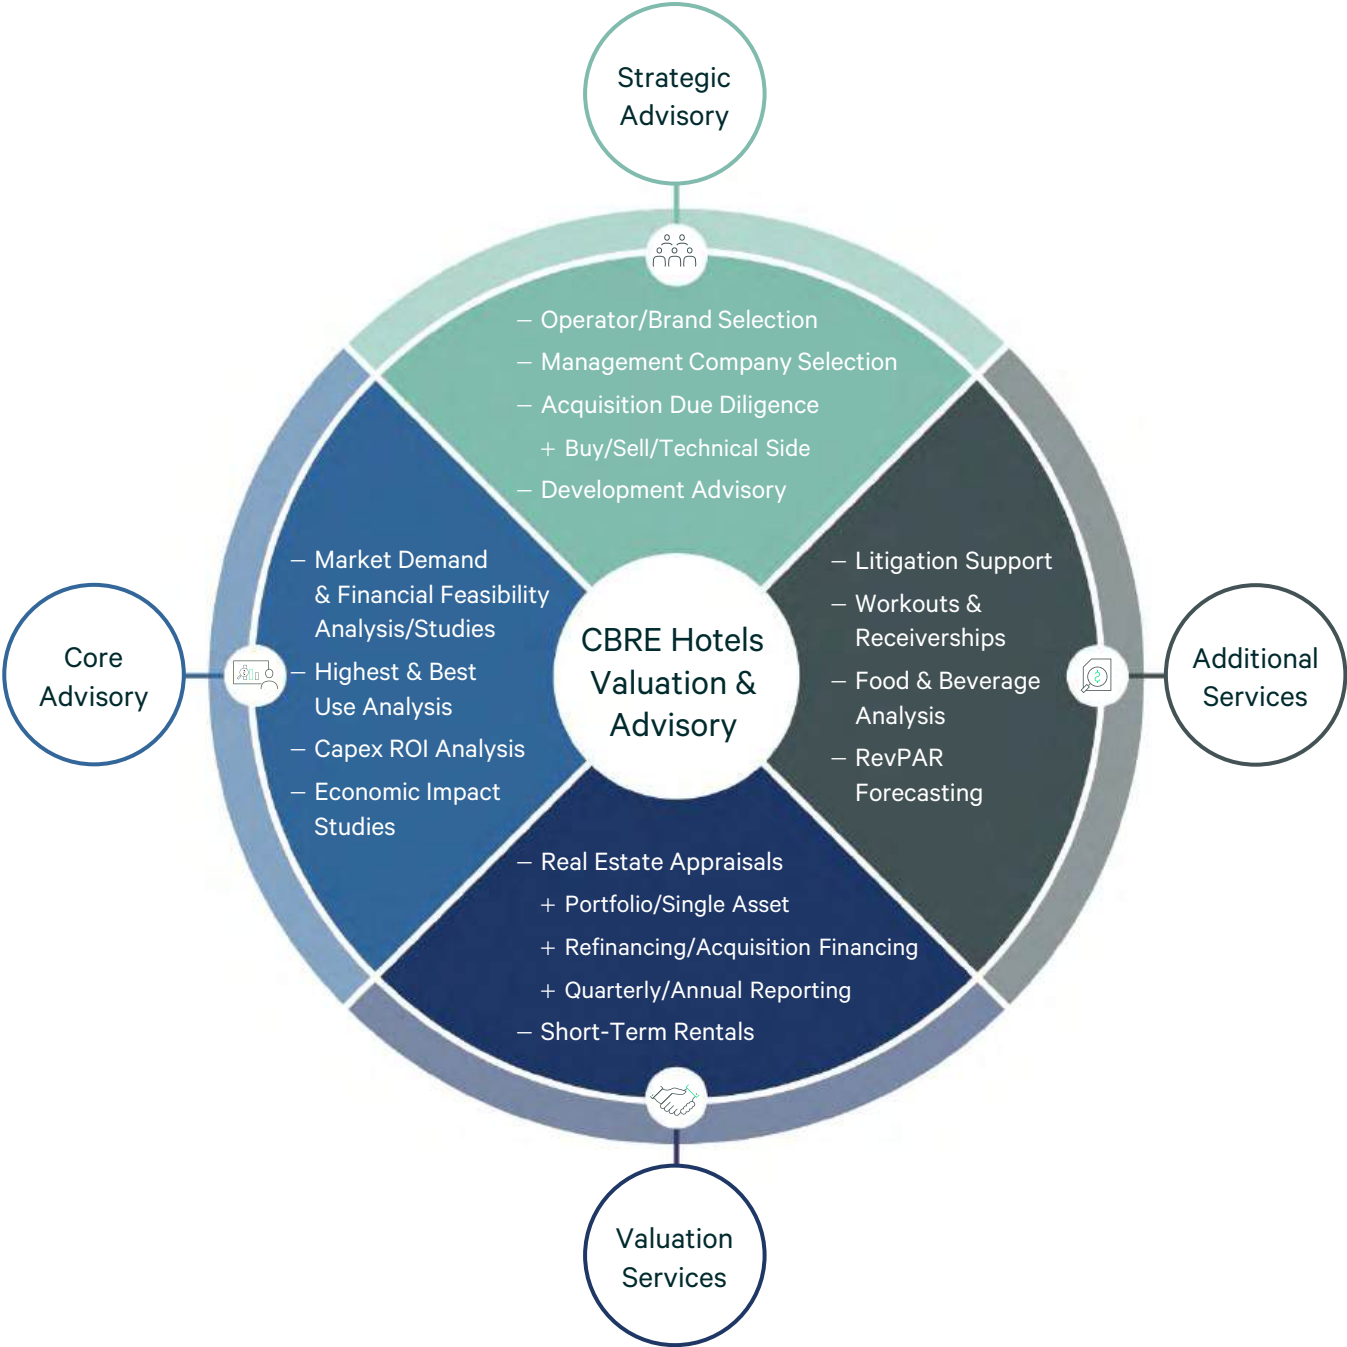 Strategic
Advisory
– Operator/Brand Selection
– Management Company Selection
– Acquisition Due Diligence
+ Buy/Sell/Technical Side
– Development Advisory
Core
Advisory
– Market Demand
& Financial Feasibility
Analysis/Studies
– Highest & Best
Use Analysis
– Capex ROI Analysis
– Economic Impact
Studies
CBRE Hotels
Valuation &
Advisory
– Litigation Support
– Workouts &
Receiverships
– Food & Beverage
Analysis
– RevPAR
Forecasting
Additional
Services
– Real Estate Appraisals
+ Portfolio/Single Asset
+ Refinancing/Acquisition Financing
+ Quarterly/Annual Reporting
– Short-Term Rentals
Valuation
Services